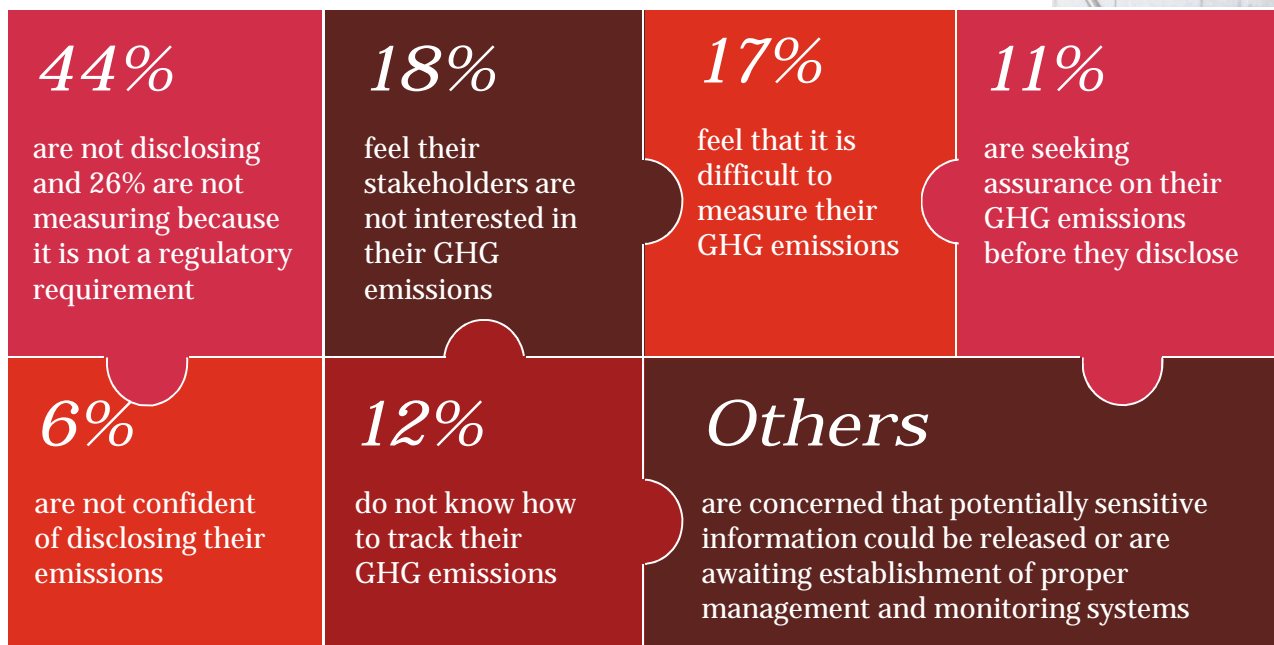 44%
are not disclosing
and 26% are not
measuring because
it is not a regulatory
requirement
18%
feel their
stakeholders are
not interested in
their GHG
emissions
17%
feel that it is
difficult to
measure their
GHG emissions
11%
are seeking
assurance on their
GHG emissions
before they disclose
6%
are not confident
of disclosing their
emissions
12%
do not know how
to track their
GHG emissions
Others
are concerned that potentially sensitive
information could be released or are
awaiting establishment of proper
management and monitoring systems